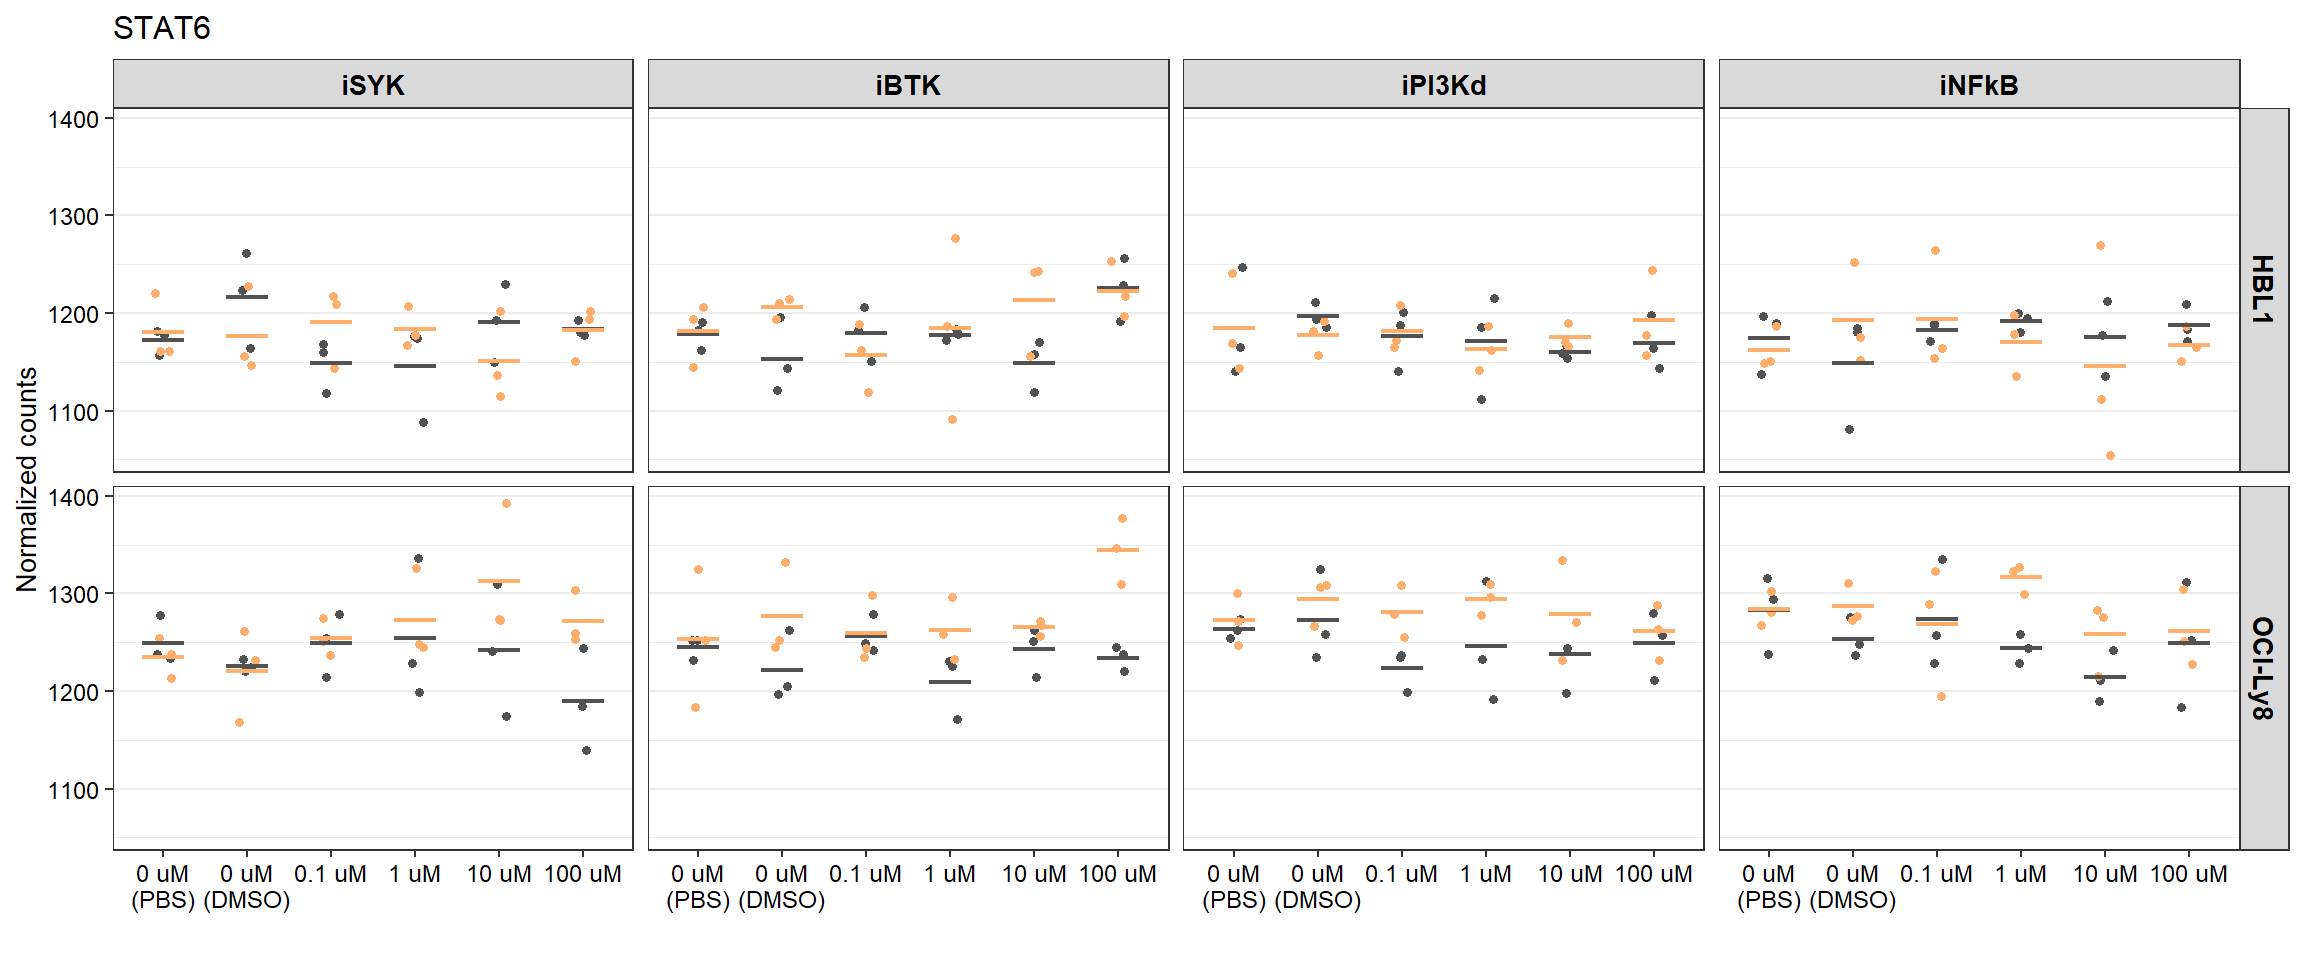 STAT6
iSYK iBTK iPI3Kd iNFkB
1400
1300
1200
1100
HBL1
Normalized counts
1400
1300
1200
1100
OCI-Ly8
0 uM 0 uM 0.1 uM 1 uM 10 uM 100 uM 0 uM 0 uM 0.1 uM 1 uM 10 uM 100 uM 0 uM 0 uM 0.1 uM 1 uM 10 uM 100 uM 0 uM 0 uM 0.1 uM 1 uM 10 uM 100 uM
(PBS) (DMSO) (PBS) (DMSO) (PBS) (DMSO) (PBS) (DMSO)